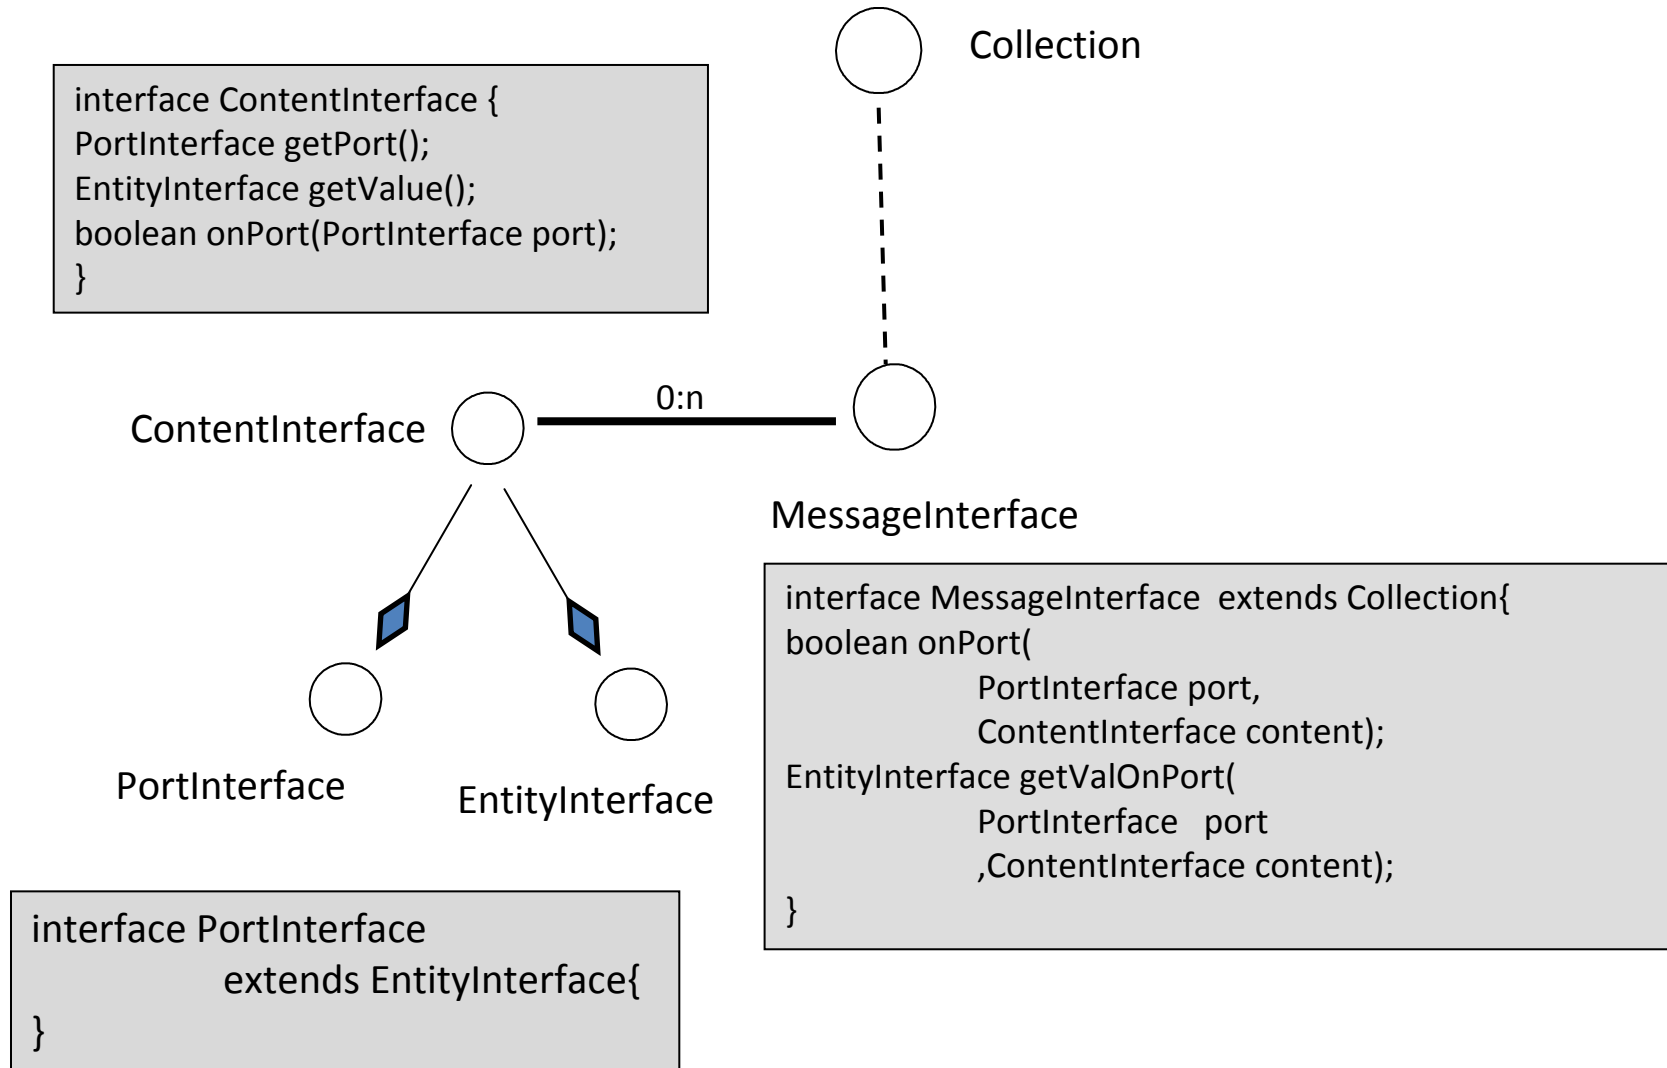 Collection
interface ContentInterface {
PortInterface getPort();
EntityInterface getValue();
boolean onPort(PortInterface port);
}
0:n
ContentInterface
MessageInterface
interface MessageInterface  extends Collection{
boolean onPort(
PortInterface port,
ContentInterface content);
EntityInterface getValOnPort(
PortInterface   port
,ContentInterface content);
}
PortInterface
EntityInterface
interface PortInterface
extends EntityInterface{
}